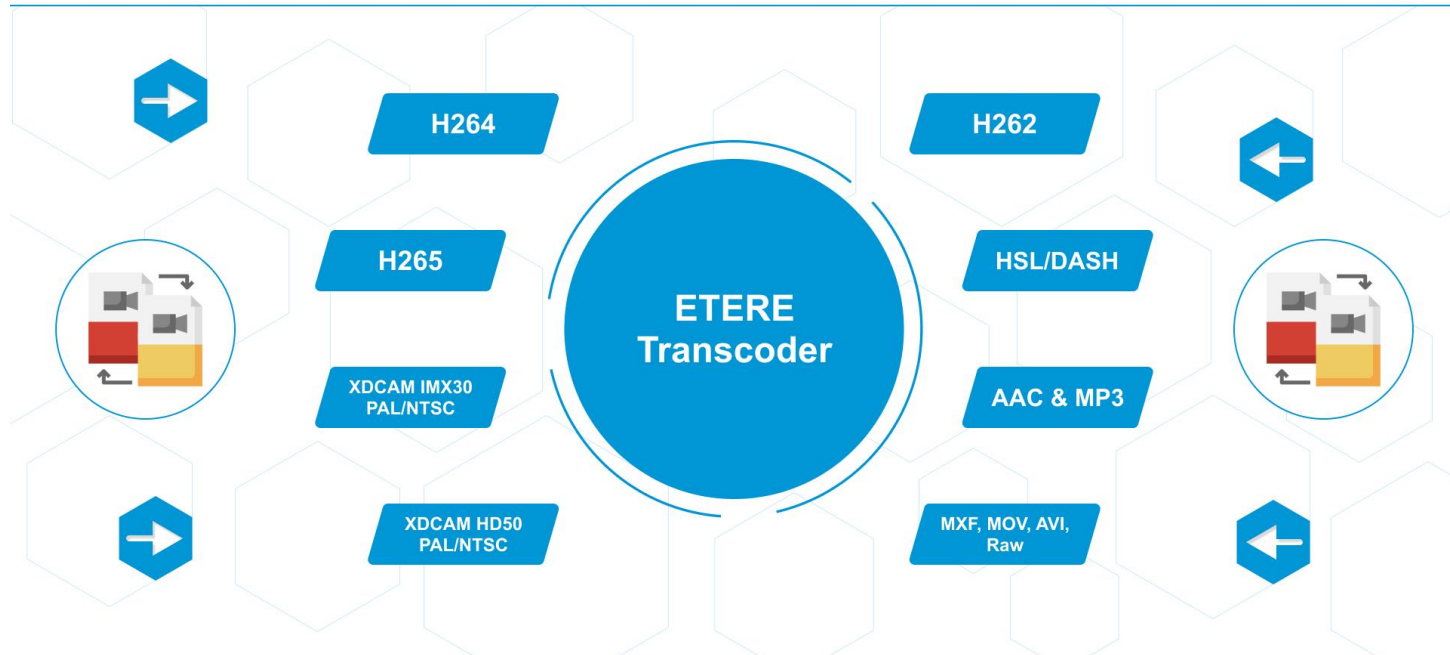 H264
H262
H265
HSL/DASH
ETERE
Transcoder
XDCAM IMX30
PAL/NTSC
AAC & MP3
XDCAM HD50
PAL/NTSC
MXF, MOV, AVI,
Raw